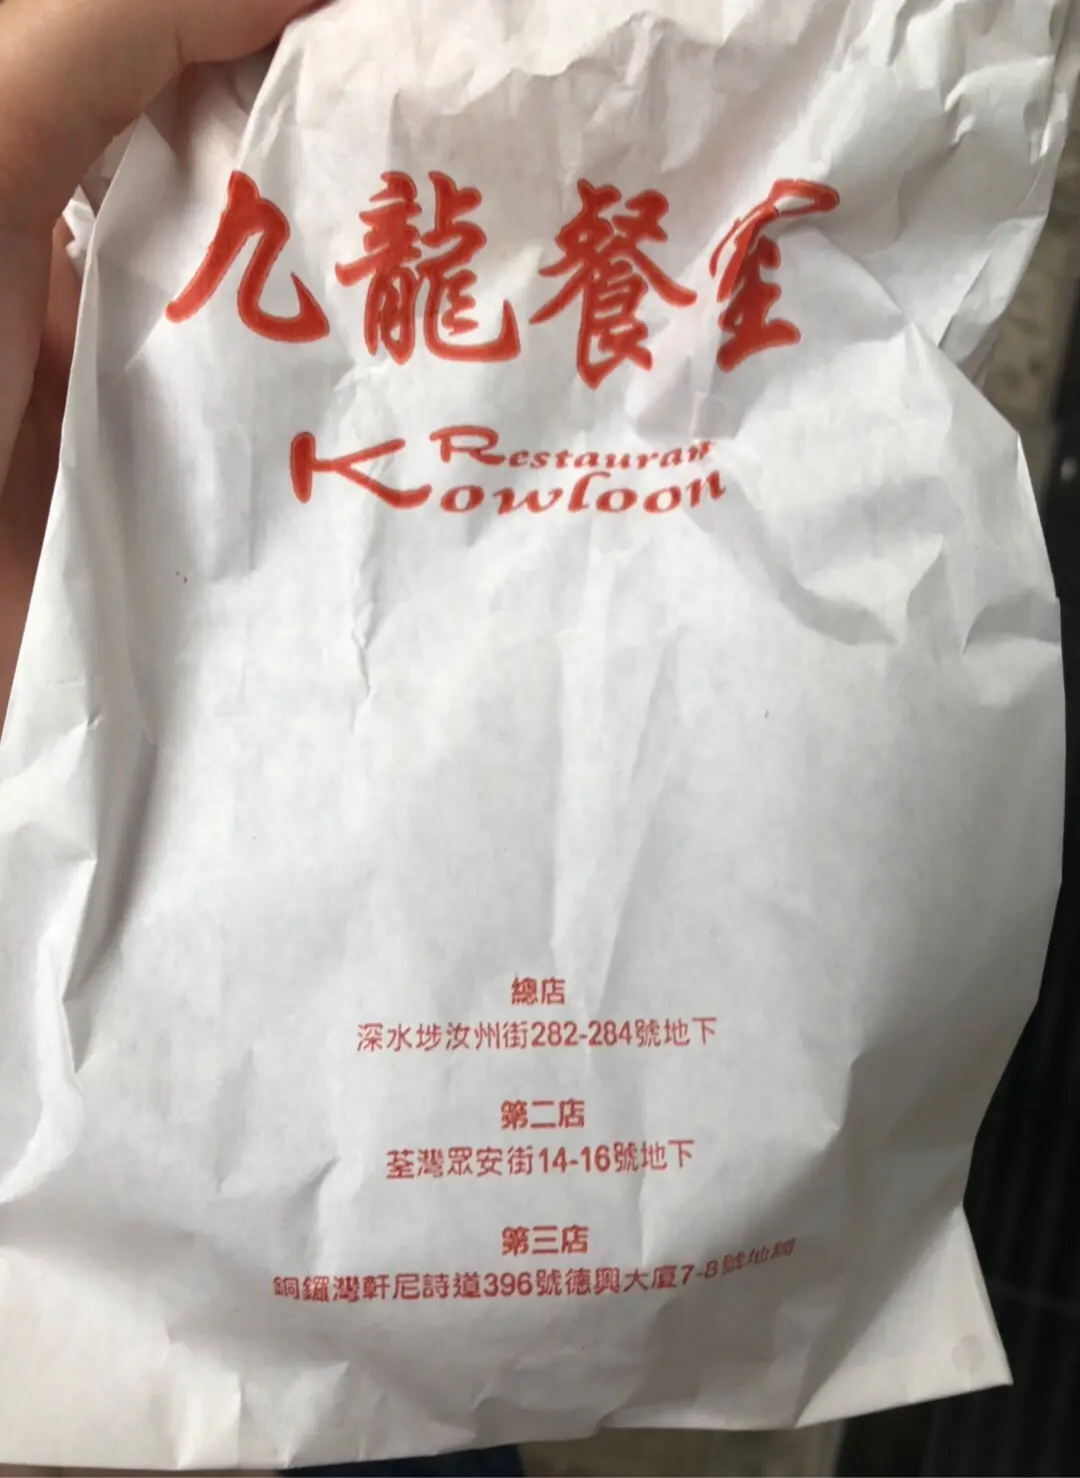 九龍餐室
Restaurant
Kowloon
總店
深水埗汝州街282-284號地下
第二店
荃灣眾安街14-16號地下
第三店
銅鑼灣軒尼詩道396號德興大廈7-8號地舖